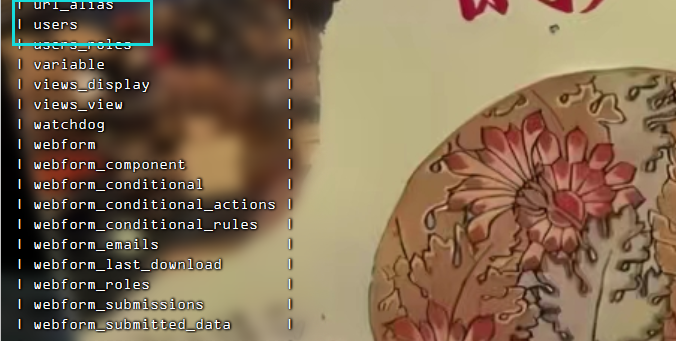 | url_alias |
| users |
| users_roles |
| variable |
| views_display |
| views_view |
| watchdog |
| webform |
| webform_component |
| webform_conditional |
| webform_conditional_actions |
| webform_conditional_rules |
| webform_emails |
| webform_last_download |
| webform_roles |
| webform_submissions |
| webform_submitted_data |